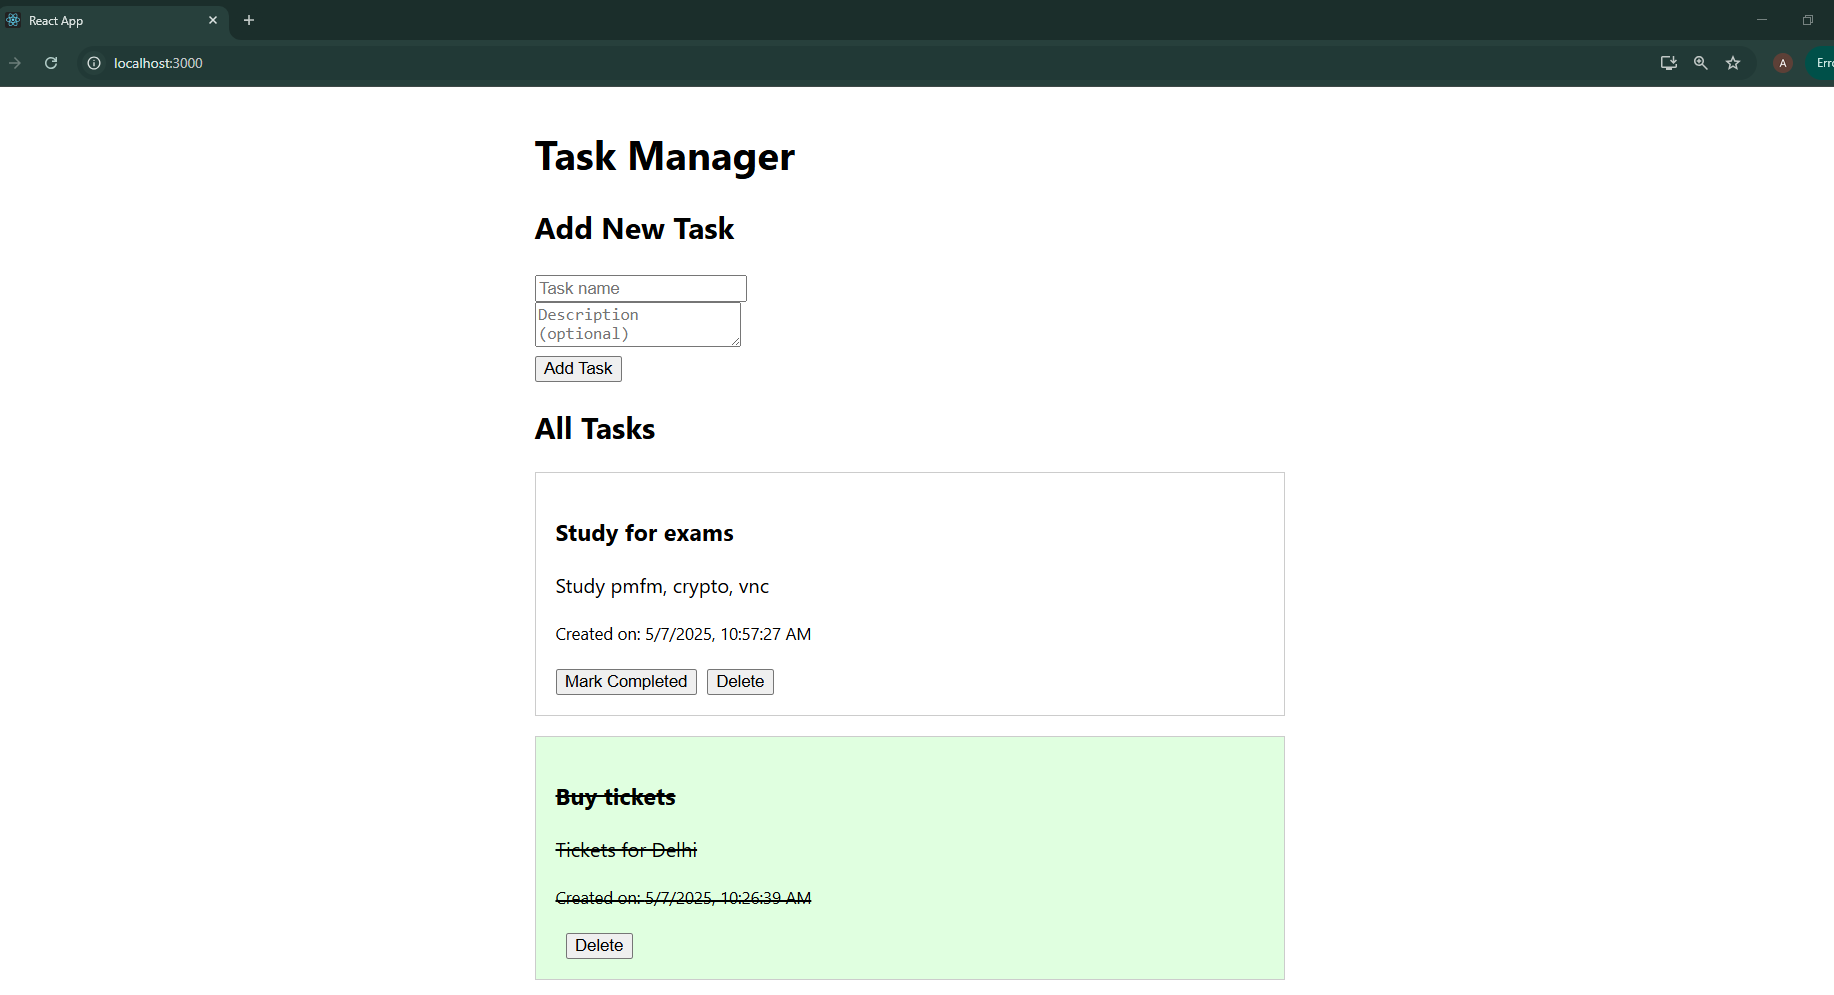 React App
localhost:3000
A
Erro
Task Manager
Add New Task
Task name
Description
(optional)
Add Task
All Tasks
Study for exams
Study pmfm, crypto, vnc
Created on: 5/7/2025, 10:57:27 AM
Mark Completed Delete
Buy tickets
Tickets for Delhi
Created on: 5/7/2025, 10:26:39 AM
Delete